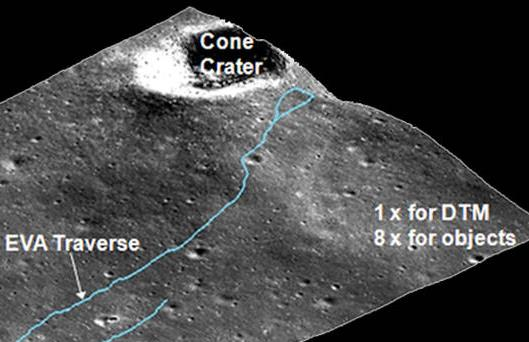 Cone
Crater
1 x for DTM
8 x for objects
EVA Traverse